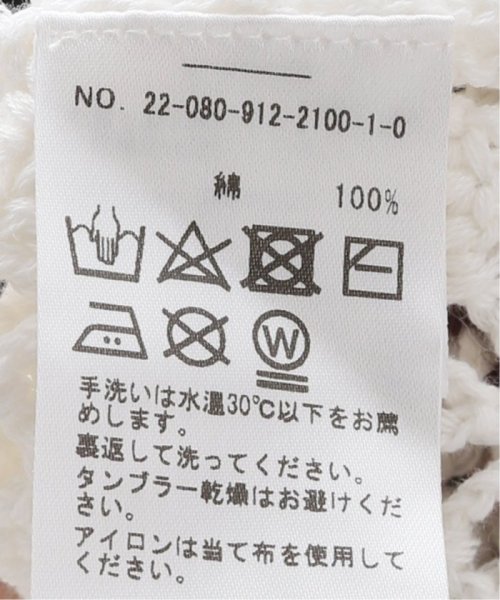 NO. 22-080-912-2100-1-0
綿 100%
W
手洗いは水温30℃以下をお薦
めします。
裏返して洗ってください。
タンブラー乾燥はお避けくだ
さい。
アイロンは当て布を使用して
ください。